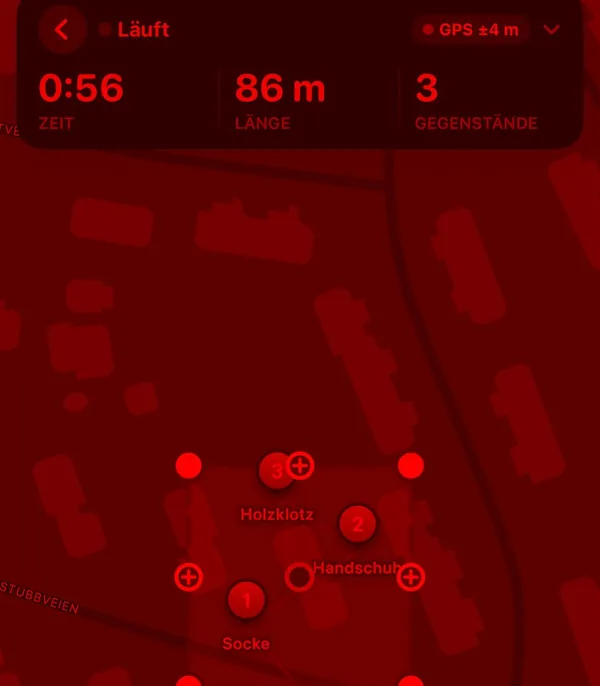 Läuft
GPS ±4 m
0:56
86 m
3
ZEIT
LÄNGE
GEGENSTÄNDE
3
Holzklotz
2
Handschuh
STUBBVEIEN
1
Socke